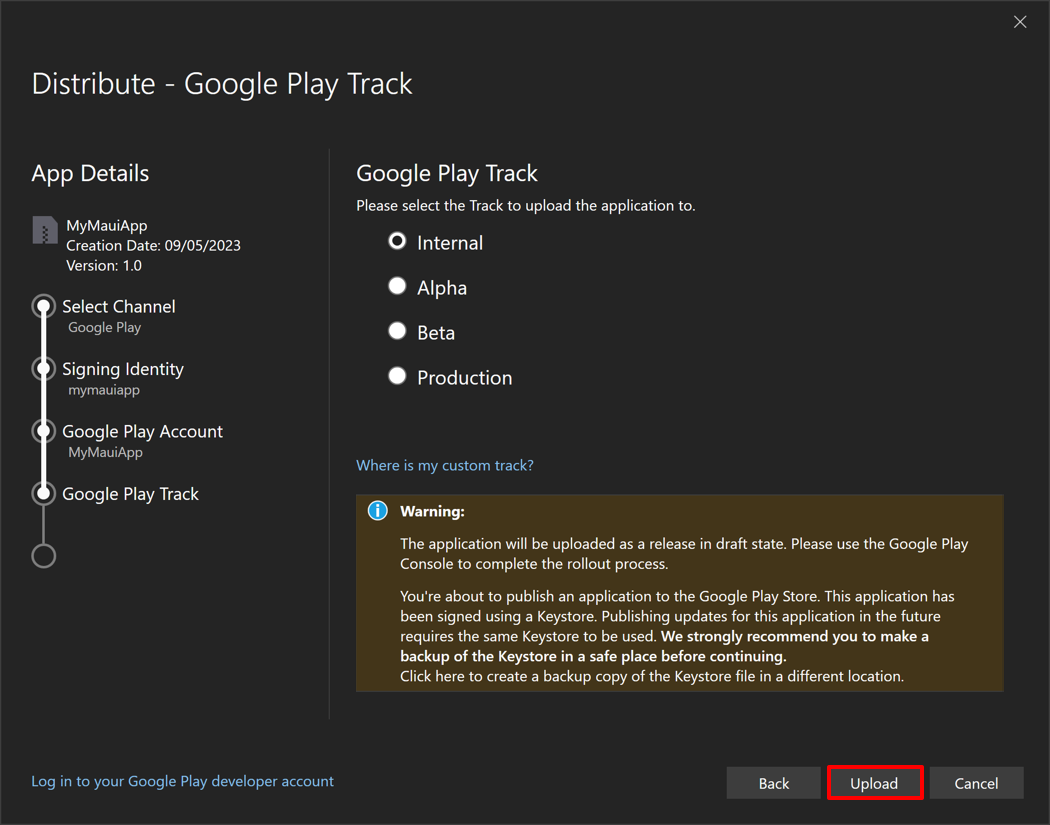 Distribute - Google Play Track
App Details
MyMauiApp
Creation Date: 09/05/2023
Version: 1.0
Select Channel
Google Play
Signing Identity
mymauiapp
Google Play Account
MyMauiApp
Google Play Track
Google Play Track
Please select the Track to upload the application to.
Internal
Alpha
Beta
Production
Where is my custom track?
Warning:
The application will be uploaded as a release in draft state. Please use the Google Play
Console to complete the rollout process.
You're about to publish an application to the Google Play Store. This application has
been signed using a Keystore. Publishing updates for this application in the future
requires the same Keystore to be used. We strongly recommend you to make a
backup of the Keystore in a safe place before continuing.
Click here to create a backup copy of the Keystore file in a different location.
Log in to your Google Play developer account
Back
Upload
Cancel